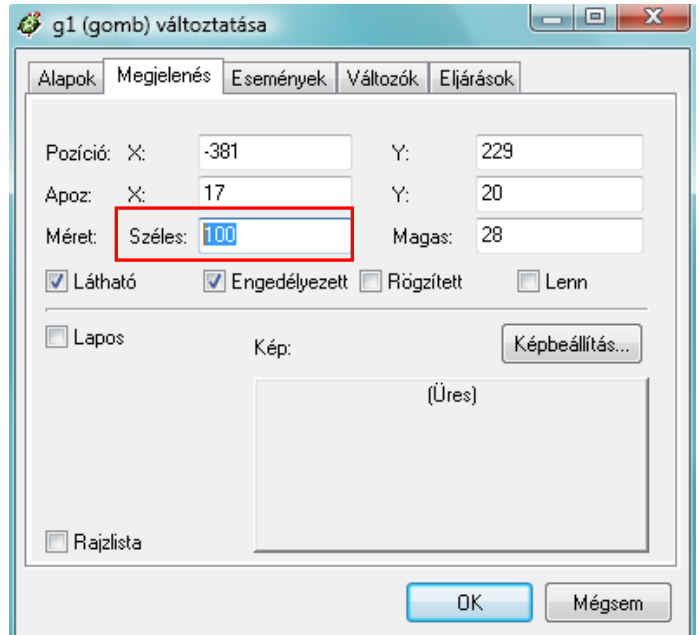 g1 (gomb) változtatása
Alapok Megjelenés Események Változók Eljárások
Pozíció: X: -381 Y: 229
Apoz: X: 17 Y: 20
Méret: Széles: 100 Magas: 28
Látható Engedélyezett Rögzített Lenn
Lapos Kép: Képbeállítás...
(Üres)
Rajzlista
OK Mégsem